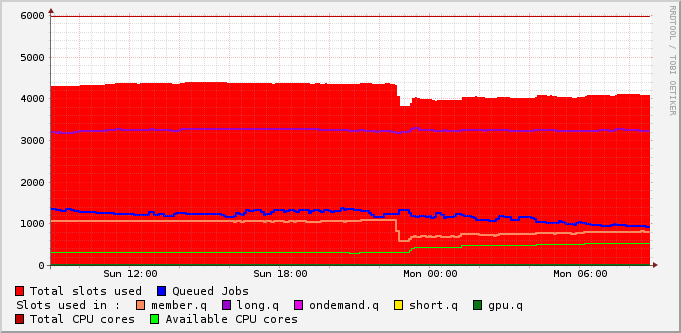 6000
5000
4000
3000
2000
1000
0
Sun 12:00 Sun 18:00 Mon 00:00 Mon 06:00
Total slots used Queued Jobs
Slots used in : member.q long.q ondemand.q short.q gpu.q
Total CPU cores Available CPU cores
RRDTOOL / TOBI OETIKER